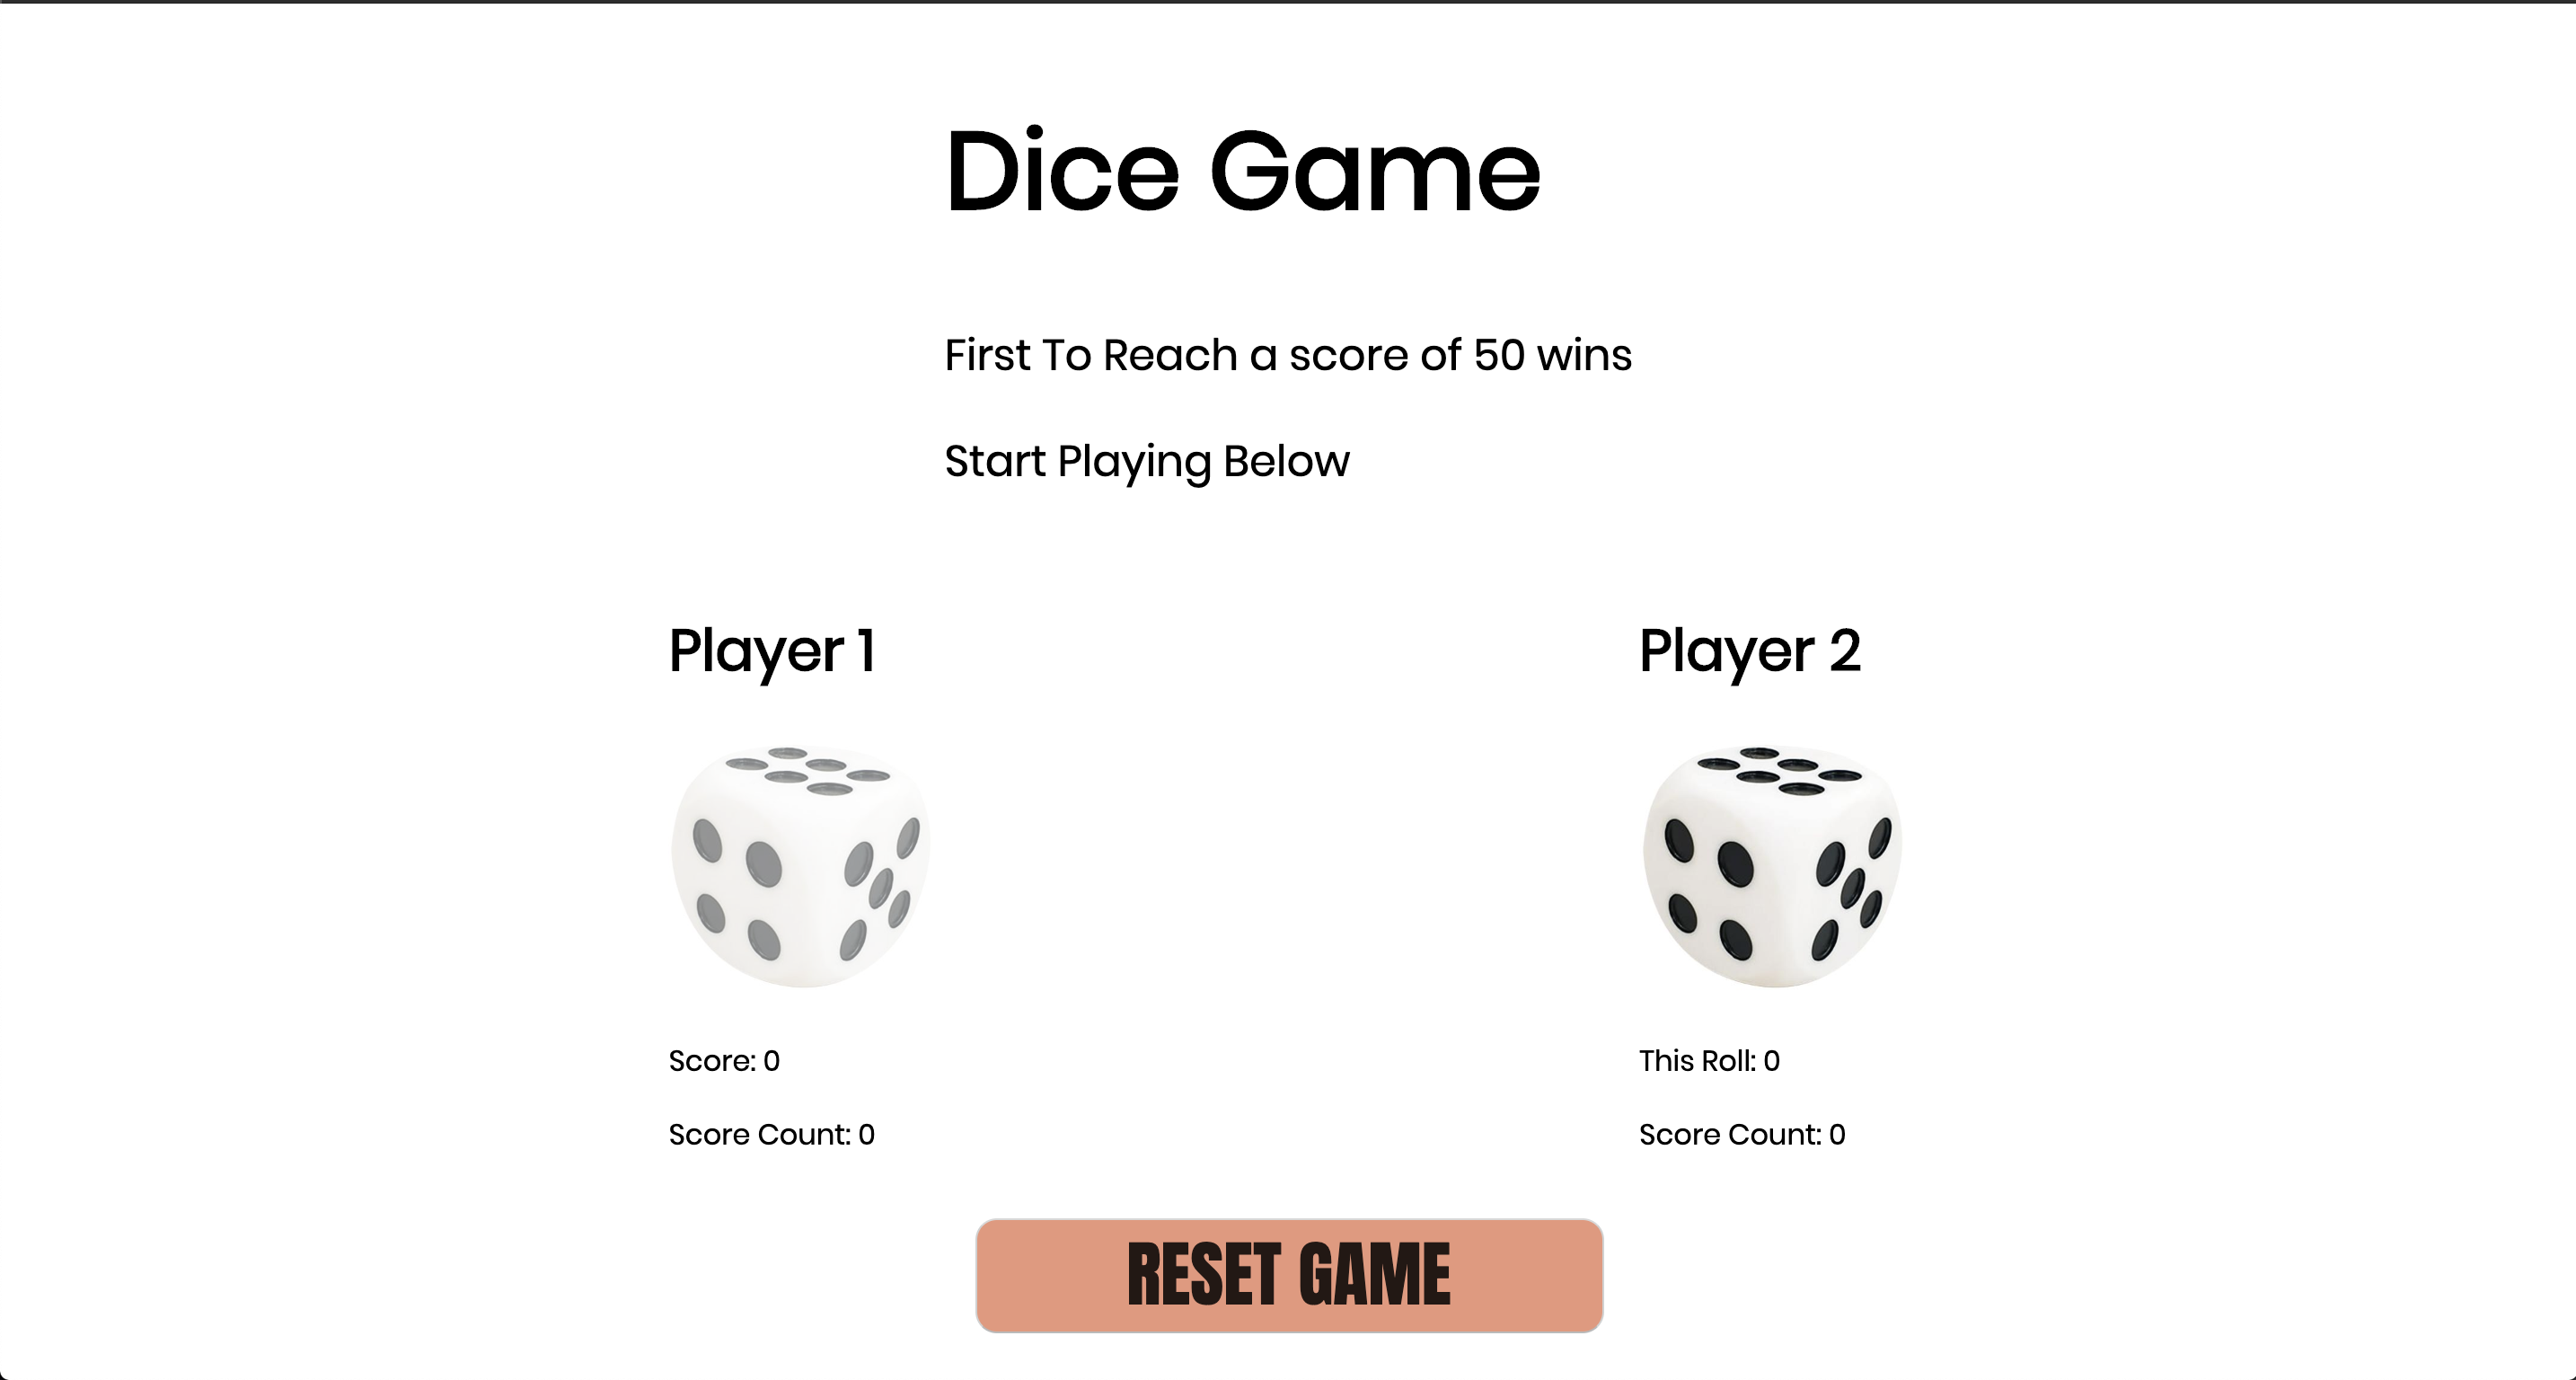 Dice Game
First To Reach a score of 50 wins
Start Playing Below
Player 1
Player 2
Score: 0
This Roll: 0
Score Count: 0
Score Count: 0
RESET GAME